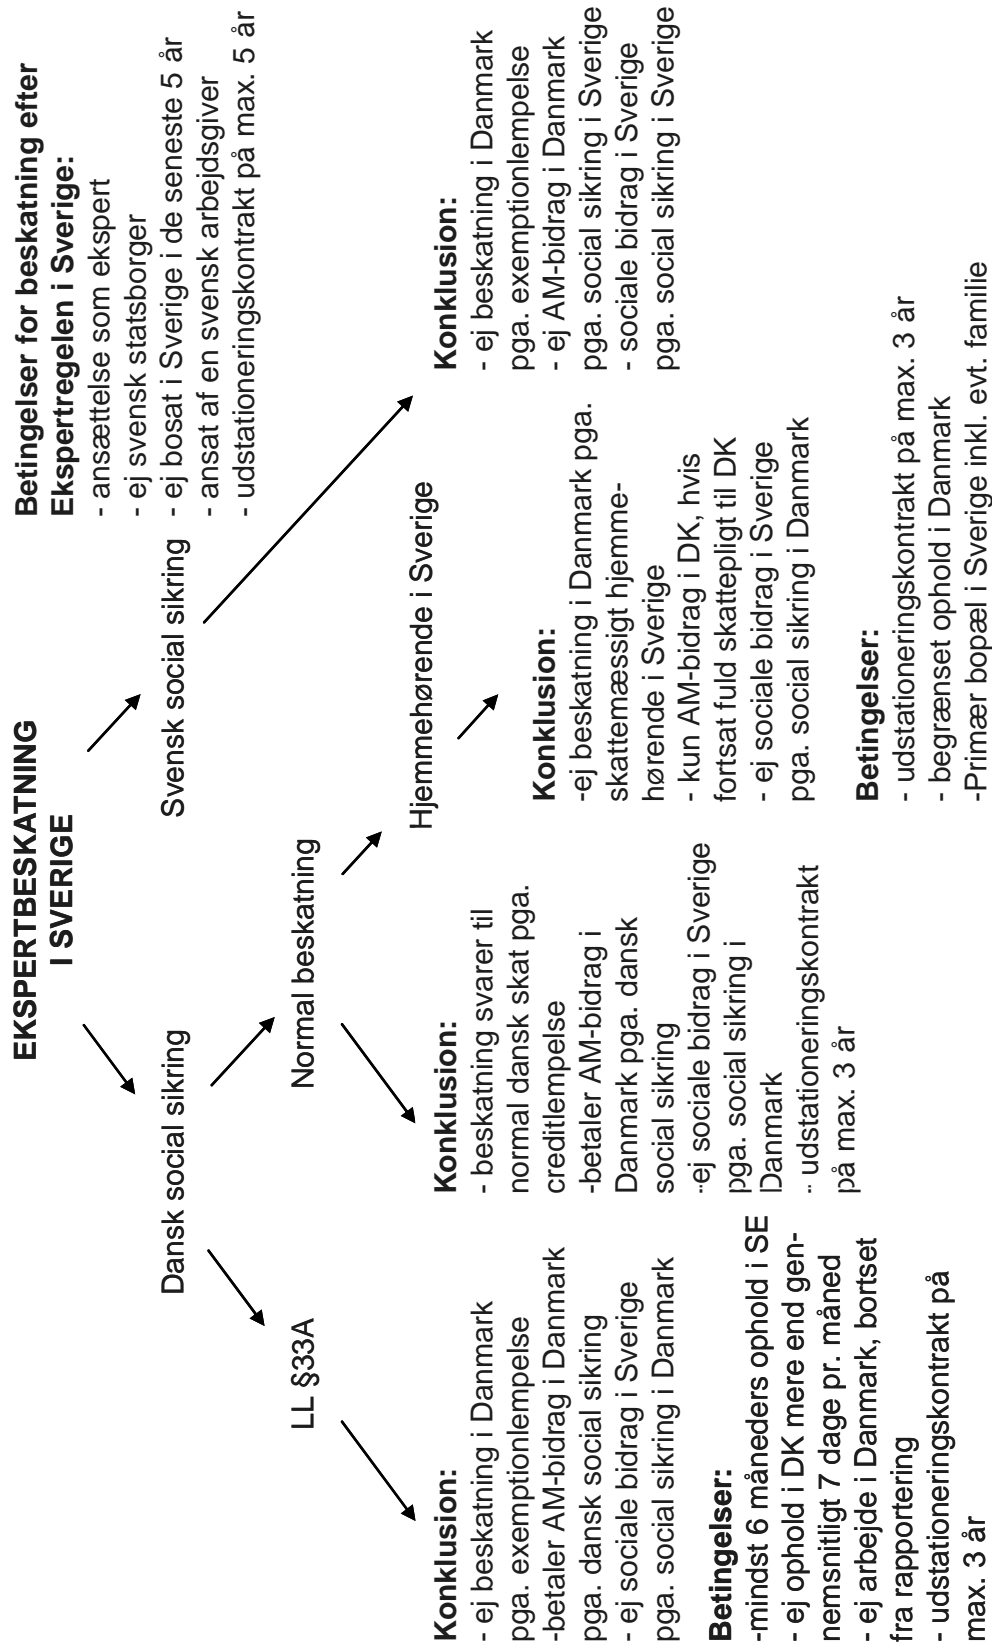 EKSPERTBESKATNING
I SVERIGE
Betingelser for beskatning efter
Ekspertregelen i Sverige:
- ansættelse som ekspert
- ej svensk statsborger
- ej bosat i Sverige i de seneste 5 år
- ansat af en svensk arbejdsgiver
- udstationeringskontrakt på max. 5 år
Dansk social sikring
Svensk social sikring
LL §33A
Normal beskatning
Hjemmehørende i Sverige
Konklusion:
- ej beskatning i Danmark
pga. exemptionlempelse
-betaler AM-bidrag i Danmark
pga. dansk social sikring
- ej sociale bidrag i Sverige
pga. social sikring i Danmark
Betingelser:
-mindst 6 måneders ophold i SE
- ej ophold i DK mere end gen-
nemsnitligt 7 dage pr. måned
- ej arbejde i Danmark, bortset
fra rapportering
- udstationeringskontrakt på
max. 3 år
Konklusion:
- beskatning svarer til
normal dansk skat pga.
creditlempelse
-betaler AM-bidrag i
Danmark pga. dansk
social sikring
-ej sociale bidrag i Sverige
pga. social sikring i
Danmark
- udstationeringskontrakt
på max. 3 år
Konklusion:
-ej beskatning i Danmark pga.
skattemæssigt hjemme-
hørende i Sverige
- kun AM-bidrag i DK, hvis
fortsat fuld skattepligt til DK
- ej sociale bidrag i Sverige
pga. social sikring i Danmark
Betingelser:
- udstationeringskontrakt på max. 3 år
- begrænset ophold i Danmark
-Primær bopæl i Sverige inkl. evt. familie
Konklusion:
- ej beskatning i Danmark
pga. exemptionlempelse
- ej AM-bidrag i Danmark
pga. social sikring i Sverige
- sociale bidrag i Sverige
pga. social sikring i Sverige